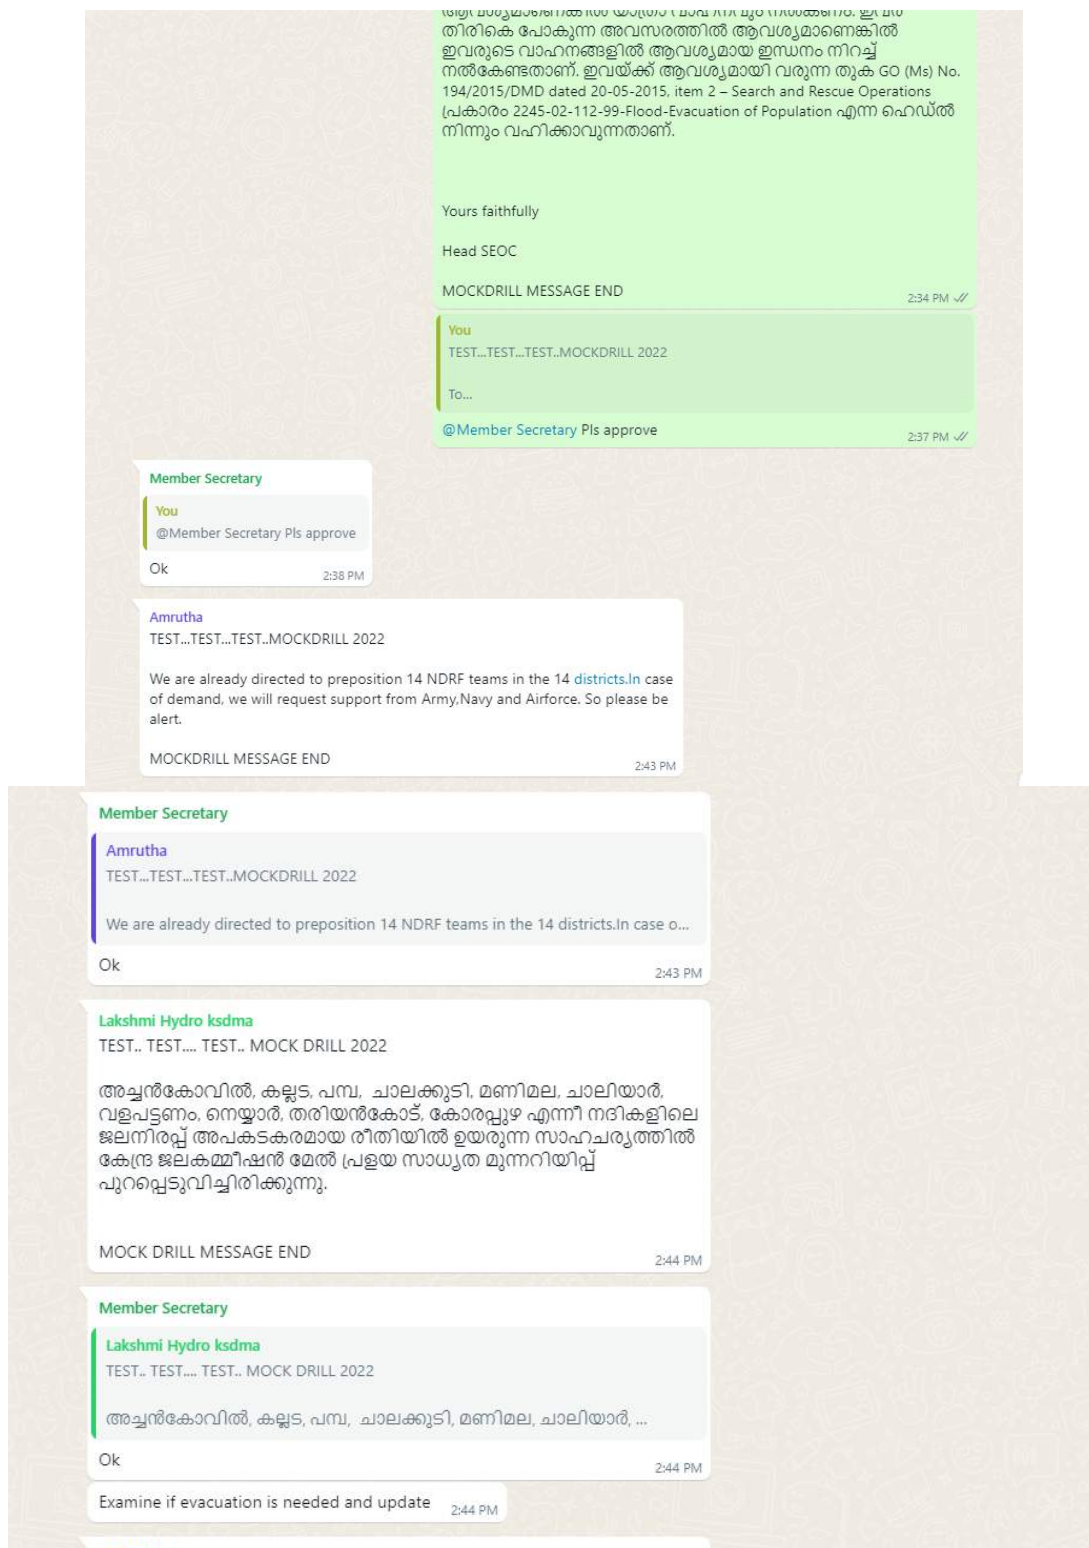 ആവശ്യമാണെങ്കിൽ യാത്രാ വാഹനവും നൽകണം. ഇവർ
തിരികെ പോകുന്ന അവസരത്തിൽ ആവശ്യമാണെങ്കിൽ
ഇവരുടെ വാഹനങ്ങളിൽ ആവശ്യമായ ഇന്ധനം നിറച്ച്
നൽകേണ്ടതാണ്. ഇവയ്ക്ക് ആവശ്യമായി വരുന്ന തുക GO (Ms) No.
194/2015/DMD dated 20-05-2015, item 2 – Search and Rescue Operations
പ്രകാരം 2245-02-112-99-Flood-Evacuation of Population എന്ന ഹെഡ്ൽ
നിന്നും വഹിക്കാവുന്നതാണ്.
Yours faithfully
Head SEOC
MOCKDRILL MESSAGE END
2:34 PM
You
TEST...TEST...TEST..MOCKDRILL 2022
To...
@Member Secretary Pls approve
2:37 PM
Member Secretary
You
@Member Secretary Pls approve
Ok
2:38 PM
Amrutha
TEST...TEST...TEST..MOCKDRILL 2022
We are already directed to preposition 14 NDRF teams in the 14 districts.In case
of demand, we will request support from Army,Navy and Airforce. So please be
alert.
MOCKDRILL MESSAGE END
2:43 PM
Member Secretary
Amrutha
TEST...TEST...TEST..MOCKDRILL 2022
We are already directed to preposition 14 NDRF teams in the 14 districts.In case o...
Ok
2:43 PM
Lakshmi Hydro ksdma
TEST.. TEST.... TEST.. MOCK DRILL 2022
അച്ചൻകോവിൽ, കല്ലട, പമ്പ, ചാലക്കുടി, മണിമല, ചാലിയാർ,
വളപട്ടണം, നെയ്യാർ, തരിയൻകോട്, കോരപ്പുഴ എന്നീ നദികളിലെ
ജലനിരപ്പ് അപകടകരമായ രീതിയിൽ ഉയരുന്ന സാഹചര്യത്തിൽ
കേന്ദ്ര ജലകമ്മീഷൻ മേൽ പ്രളയ സാധ്യത മുന്നറിയിപ്പ്
പുറപ്പെടുവിച്ചിരിക്കുന്നു.
MOCK DRILL MESSAGE END
2:44 PM
Member Secretary
Lakshmi Hydro ksdma
TEST.. TEST.... TEST.. MOCK DRILL 2022
അച്ചൻകോവിൽ, കല്ലട, പമ്പ, ചാലക്കുടി, മണിമല, ചാലിയാർ, ...
Ok
2:44 PM
Examine if evacuation is needed and update
2:44 PM